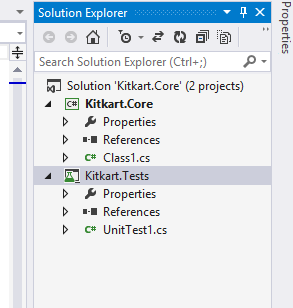 Solution Explorer
Search Solution Explorer (Ctrl+;)
Solution 'Kitkart.Core' (2 projects)
Kitkart.Core
Properties
References
Class1.cs
Kitkart.Tests
Properties
References
UnitTest1.cs
Properties